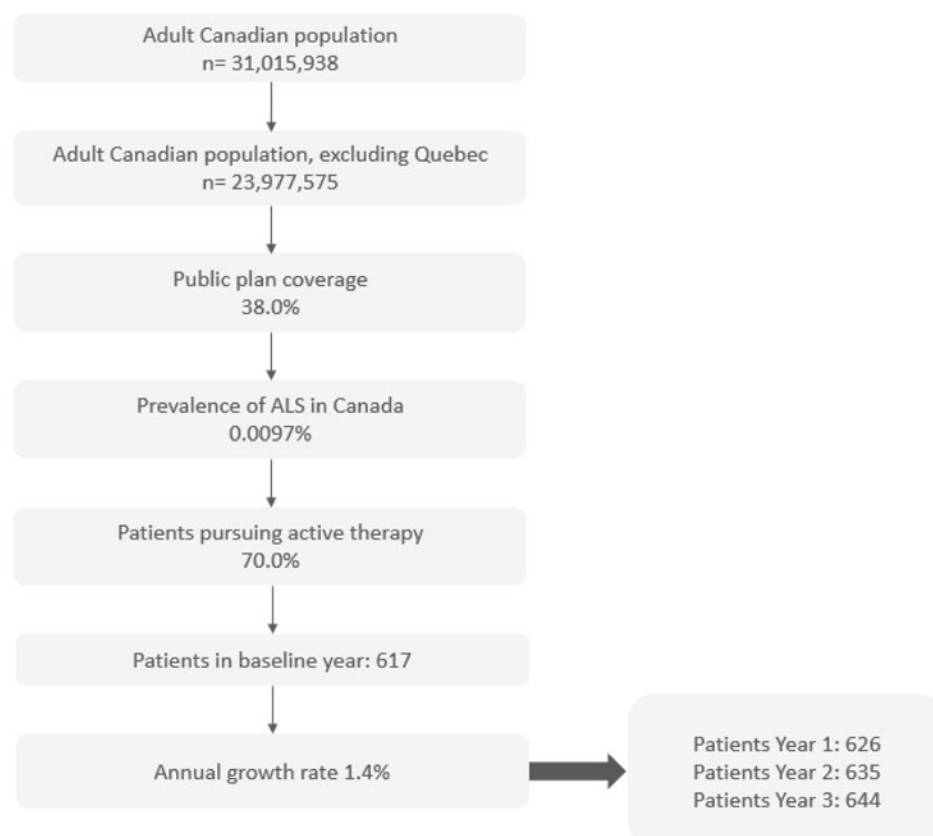 Adult Canadian population
n= 31,015,938
Adult Canadian population, excluding Quebec
n= 23,977,575
Public plan coverage
38.0%
Prevalence of ALS in Canada
0.0097%
Patients pursuing active therapy
70.0%
Patients in baseline year: 617
Annual growth rate 1.4%
Patients Year 1: 626
Patients Year 2: 635
Patients Year 3: 644